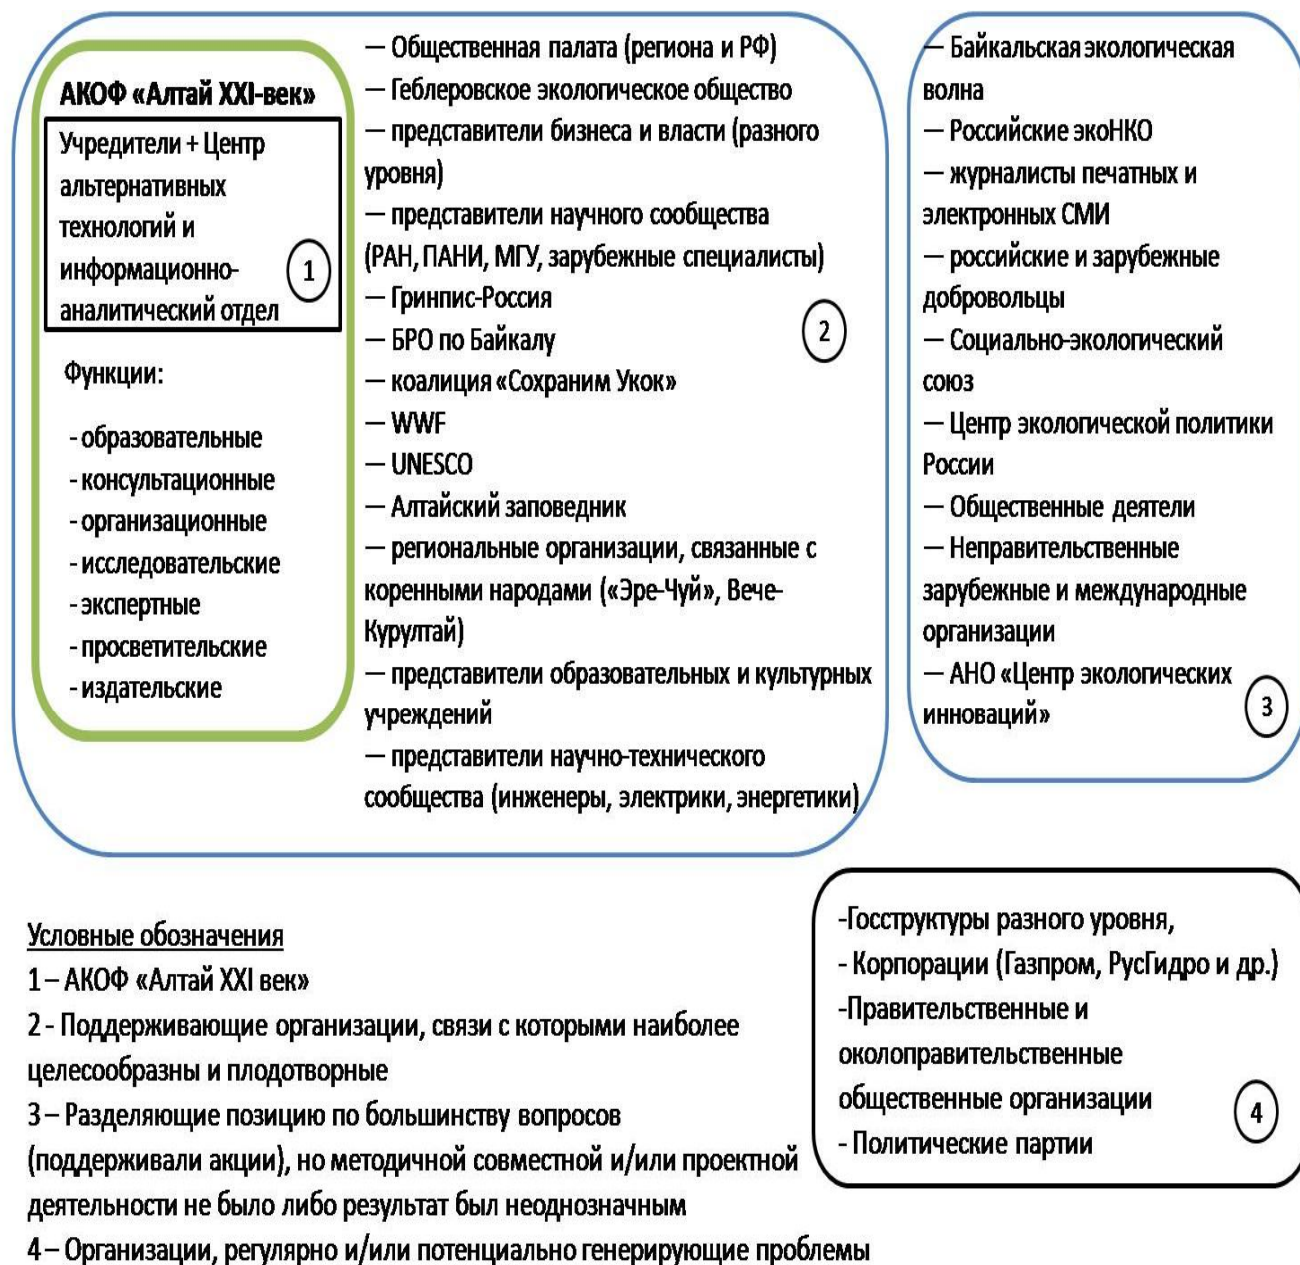 АКОФ «Алтай XXI-век»
Учредители + Центр
альтернативных
технологий и
информационно-
аналитический отдел
1
Функции:
- образовательные
- консультационные
- организационные
- исследовательские
- экспертные
- просветительские
- издательские
— Общественная палата (региона и РФ)
— Геблеровское экологическое общество
— представители бизнеса и власти (разного
уровня)
— представители научного сообщества
(РАН, ПАНИ, МГУ, зарубежные специалисты)
— Гринпис-Россия
— БРО по Байкалу
— коалиция «Сохраним Укок»
— WWF
— UNESCO
— Алтайский заповедник
— региональные организации, связанные с
коренными народами («Эре-Чуй», Вече-
Курултай)
— представители образовательных и культурных
учреждений
— представители научно-технического
сообщества (инженеры, электрики, энергетики)
2
— Байкальская экологическая
волна
— Российские экоНКО
— журналисты печатных и
электронных СМИ
— российские и зарубежные
добровольцы
— Социально-экологический
союз
— Центр экологической политики
России
— Общественные деятели
— Неправительственные
зарубежные и международные
организации
— АНО «Центр экологических
инноваций»
3
Условные обозначения
1 – АКОФ «Алтай XXI век»
2 - Поддерживающие организации, связи с которыми наиболее
целесообразны и плодотворные
3 – Разделяющие позицию по большинству вопросов
(поддерживали акции), но методичной совместной и/или проектной
деятельности не было либо результат был неоднозначным
4 – Организации, регулярно и/или потенциально генерирующие проблемы
-Госструктуры разного уровня,
- Корпорации (Газпром, РусГидро и др.)
-Правительственные и
околоправительственные
общественные организации
- Политические партии
4